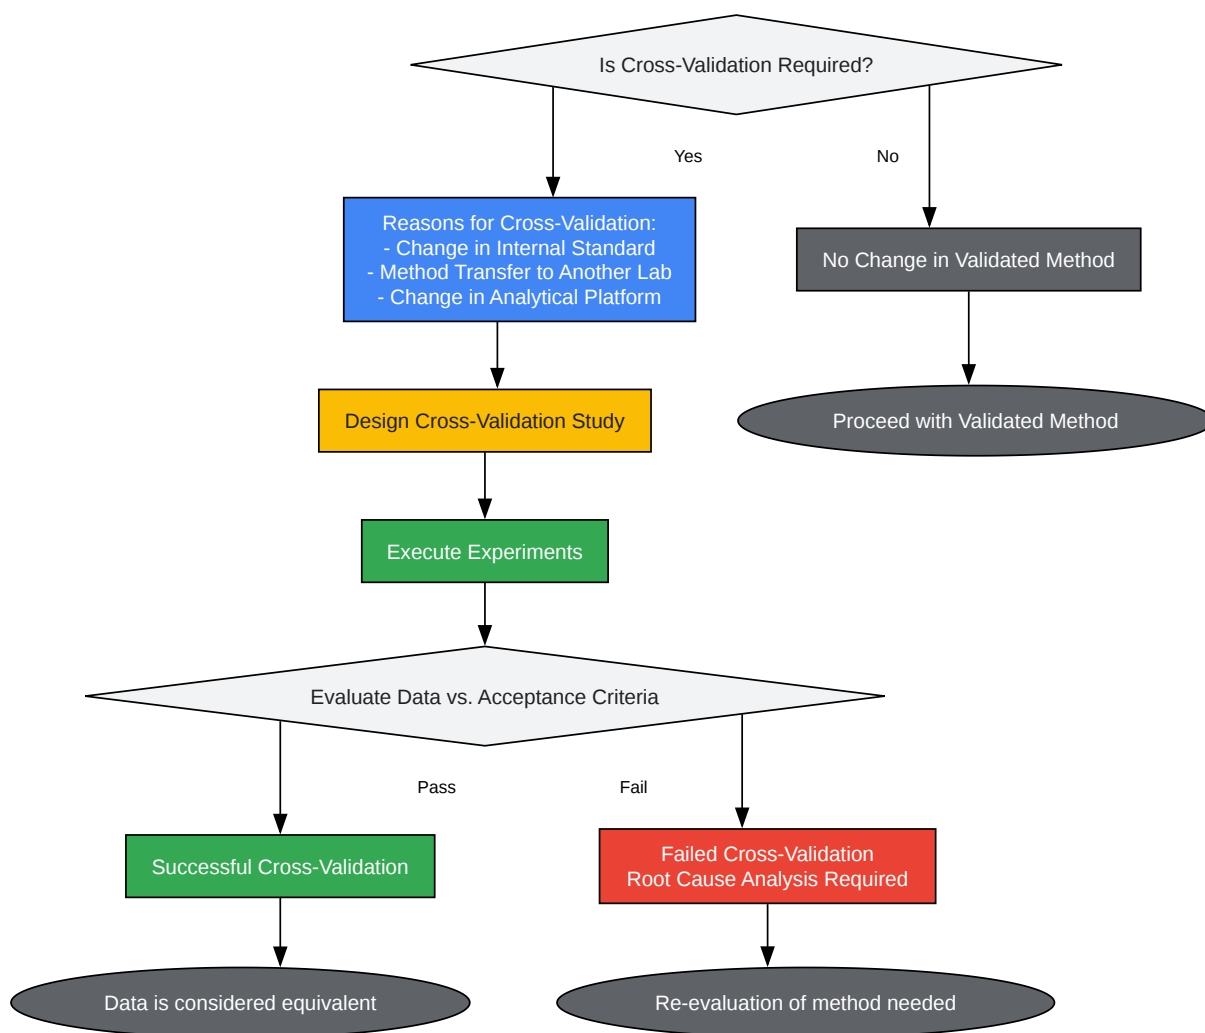 Is Cross-Validation Required?
Yes
No
Reasons for Cross-Validation:
- Change in Internal Standard
- Method Transfer to Another Lab
- Change in Analytical Platform
No Change in Validated Method
Design Cross-Validation Study
Proceed with Validated Method
Execute Experiments
Evaluate Data vs. Acceptance Criteria
Pass
Fail
Successful Cross-Validation
Failed Cross-Validation
Root Cause Analysis Required
Data is considered equivalent
Re-evaluation of method needed